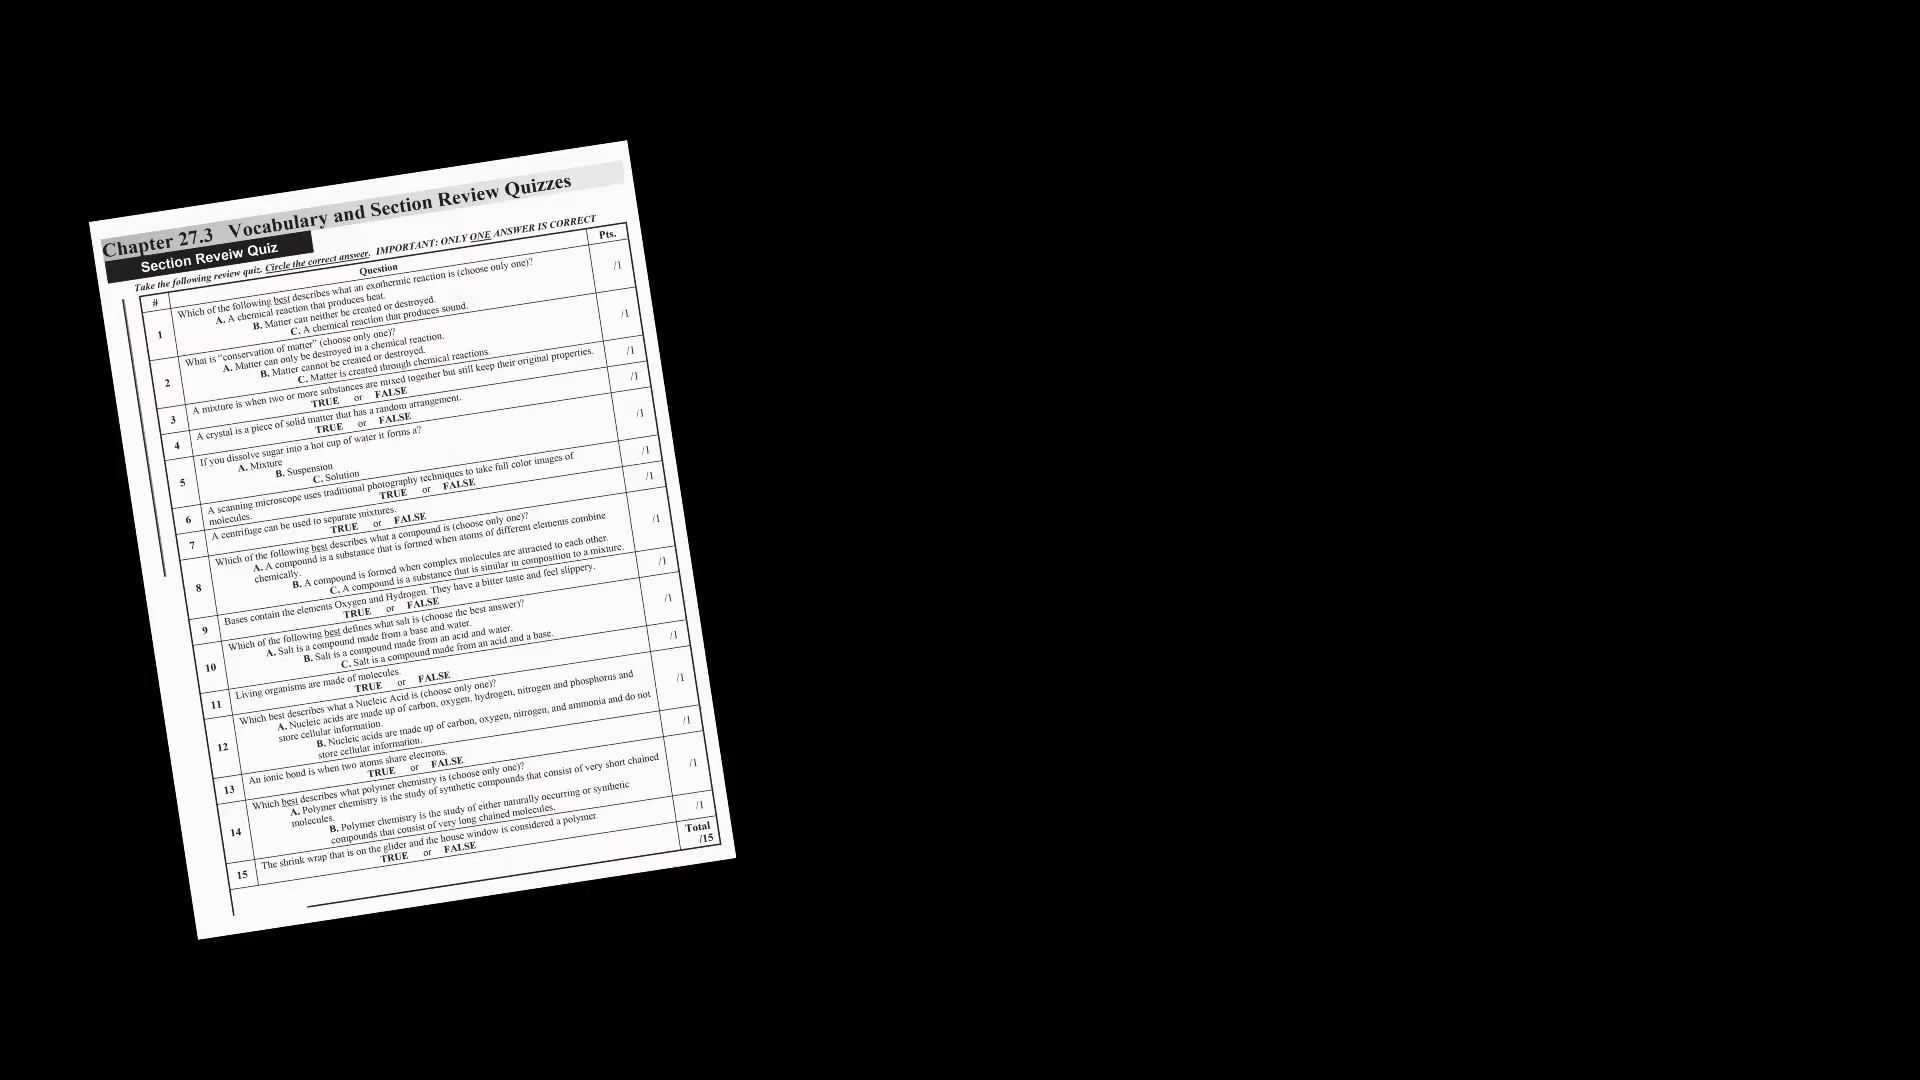 Chapter 27.3 Vocabulary and Section Review Quizzes
Section Reveiw Quiz
Take the following review quiz. Circle the correct answer. IMPORTANT: ONLY ONE ANSWER IS CORRECT
# Question Pts.
1 Which of the following best describes what an exothermic reaction is (choose only one)? /1
A. A chemical reaction that produces heat.
B. Matter can neither be created or destroyed.
C. A chemical reaction that produces sound.
2 What is “conservation of matter” (choose only one)? /1
A. Matter can only be destroyed in a chemical reaction.
B. Matter cannot be created or destroyed.
C. Matter is created through chemical reactions.
3 A mixture is when two or more substances are mixed together but still keep their original properties. /1
TRUE or FALSE
4 A crystal is a piece of solid matter that has a random arrangement. /1
TRUE or FALSE
5 If you dissolve sugar into a hot cup of water it forms a? /1
A. Mixture
B. Suspension
C. Solution
6 A scanning microscope uses traditional photography techniques to take full color images of /1
molecules. TRUE or FALSE
7 A centrifuge can be used to separate mixtures. /1
TRUE or FALSE
8 Which of the following best describes what a compound is (choose only one)? /1
A. A compound is a substance that is formed when atoms of different elements combine
chemically.
B. A compound is formed when complex molecules are attracted to each other.
C. A compound is a substance that is similar in composition to a mixture.
9 Bases contain the elements Oxygen and Hydrogen. They have a bitter taste and feel slippery. /1
TRUE or FALSE
10 Which of the following best defines what salt is (choose the best answer)? /1
A. Salt is a compound made from a base and water.
B. Salt is a compound made from an acid and water.
C. Salt is a compound made from an acid and a base.
11 Living organisms are made of molecules. /1
TRUE or FALSE
12 Which best describes what a Nucleic Acid is (choose only one)? /1
A. Nucleic acids are made up of carbon, oxygen, hydrogen, nitrogen and phosphorus and
store cellular information.
B. Nucleic acids are made up of carbon, oxygen, nitrogen, and ammonia and do not
store cellular information.
13 An ionic bond is when two atoms share electrons. /1
TRUE or FALSE
14 Which best describes what polymer chemistry is (choose only one)? /1
A. Polymer chemistry is the study of synthetic compounds that consist of very short chained
molecules.
B. Polymer chemistry is the study of either naturally occurring or synthetic
compounds that consist of very long chained molecules.
15 The shrink wrap that is on the glider and the house window is considered a polymer. /1
TRUE or FALSE
Total
/15